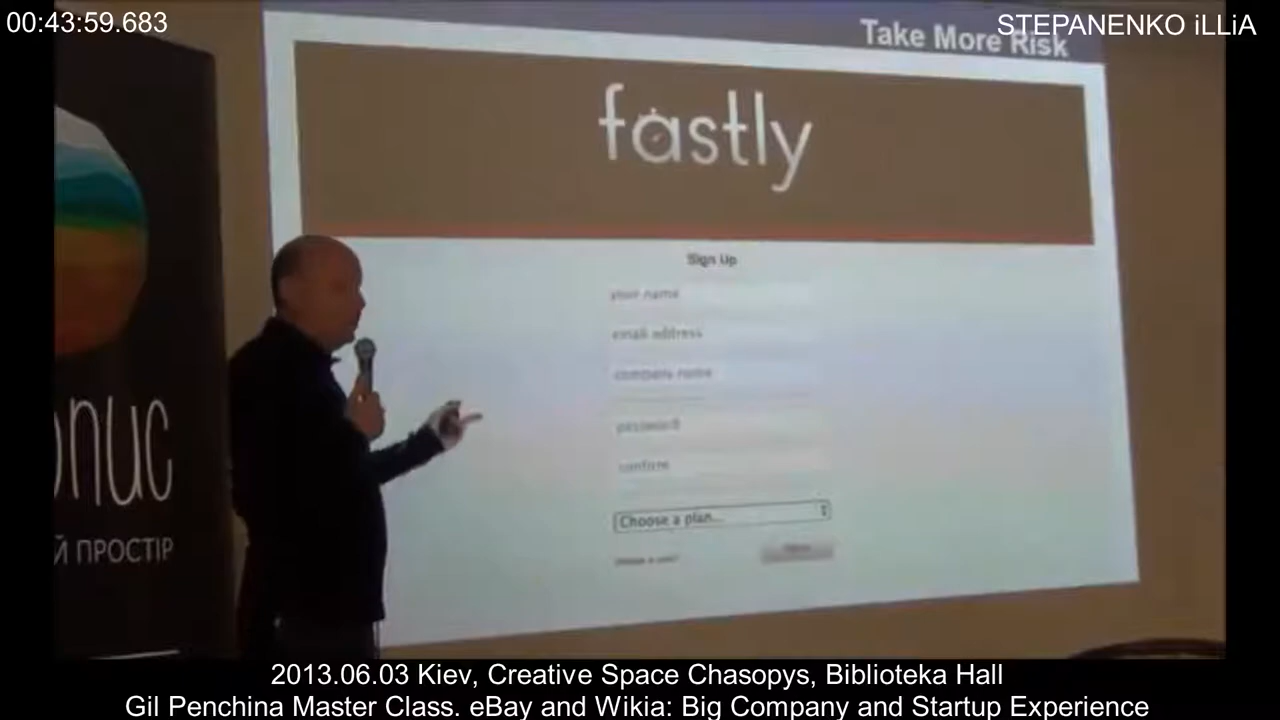 00:43:59.683
STEPANENKO iLLiA
Take More Risk
fastly
Sign Up
your name
email address
company name
password
confirm
Choose a plan...
опис
Й ПРОСТІР
2013.06.03 Kiev, Creative Space Chasopys, Biblioteka Hall
Gil Penchina Master Class. eBay and Wikia: Big Company and Startup Experience